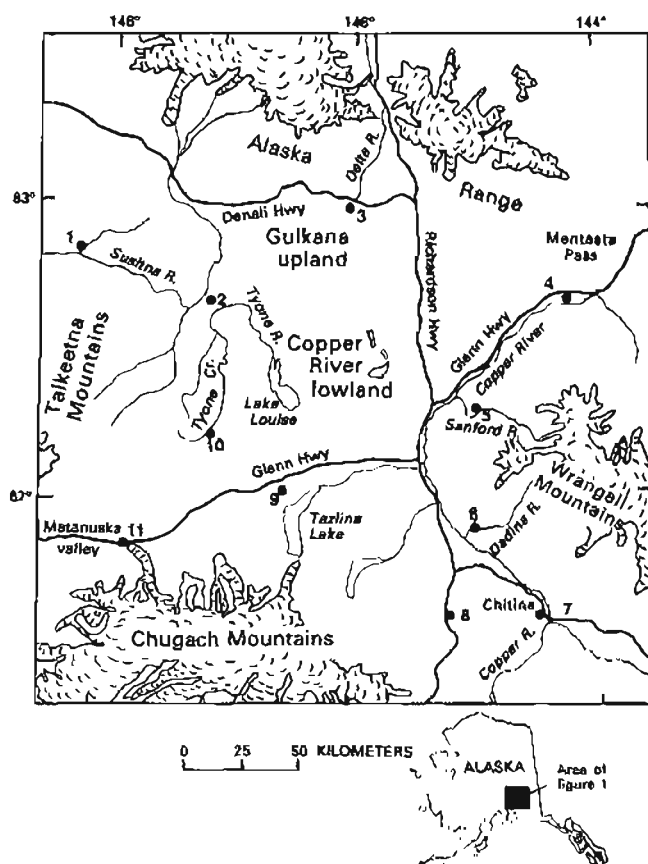 146° 146° 144°
Alaska
Delta R.
Range
63°
Denali Hwy
3
Gulkana
upland
Richardson Hwy
Mentasta
Pass
1
Susitna R.
4
2
Tyone R.
Glenn Hwy
Copper River
Talkeetna
Mountains
Copper
River
lowland
Tyone Cr.
Lake
Louise
5
Sanford R.
10
Glenn Hwy
Wrangell
Mountains
62°
9
Tazlina
Lake
6
Dadina R.
Matanuska 11
valley
8
Chitina 7
Chugach Mountains
Copper R.
0 25 50 KILOMETERS
ALASKA
Area of
figure 1